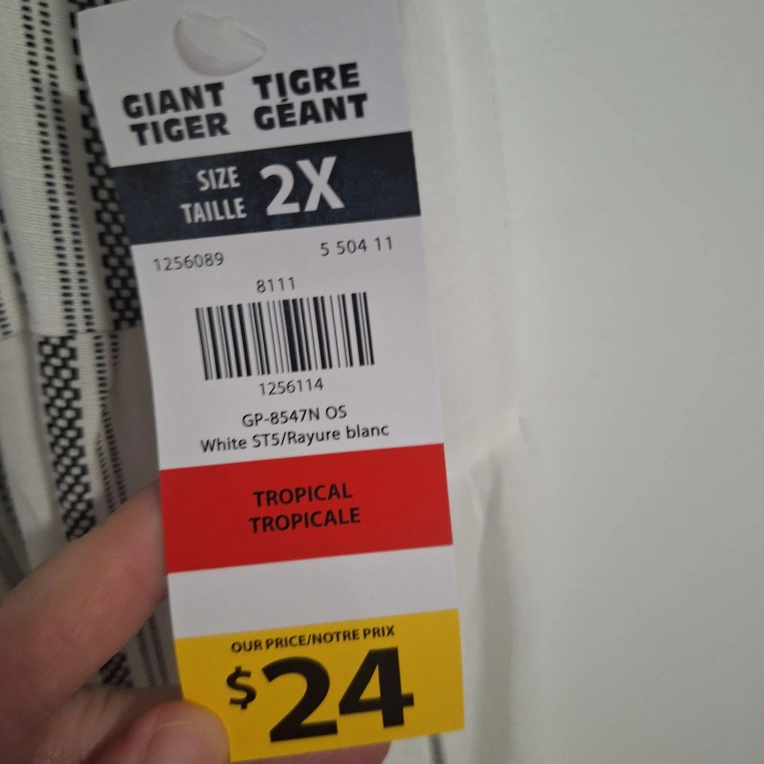 GIANT TIGER
TIGRE GÉANT
SIZE
TAILLE
2X
1256089
5 504 11
8111
1256114
GP-8547N OS
White ST5/Rayure blanc
TROPICAL
TROPICALE
OUR PRICE/NOTRE PRIX
$24